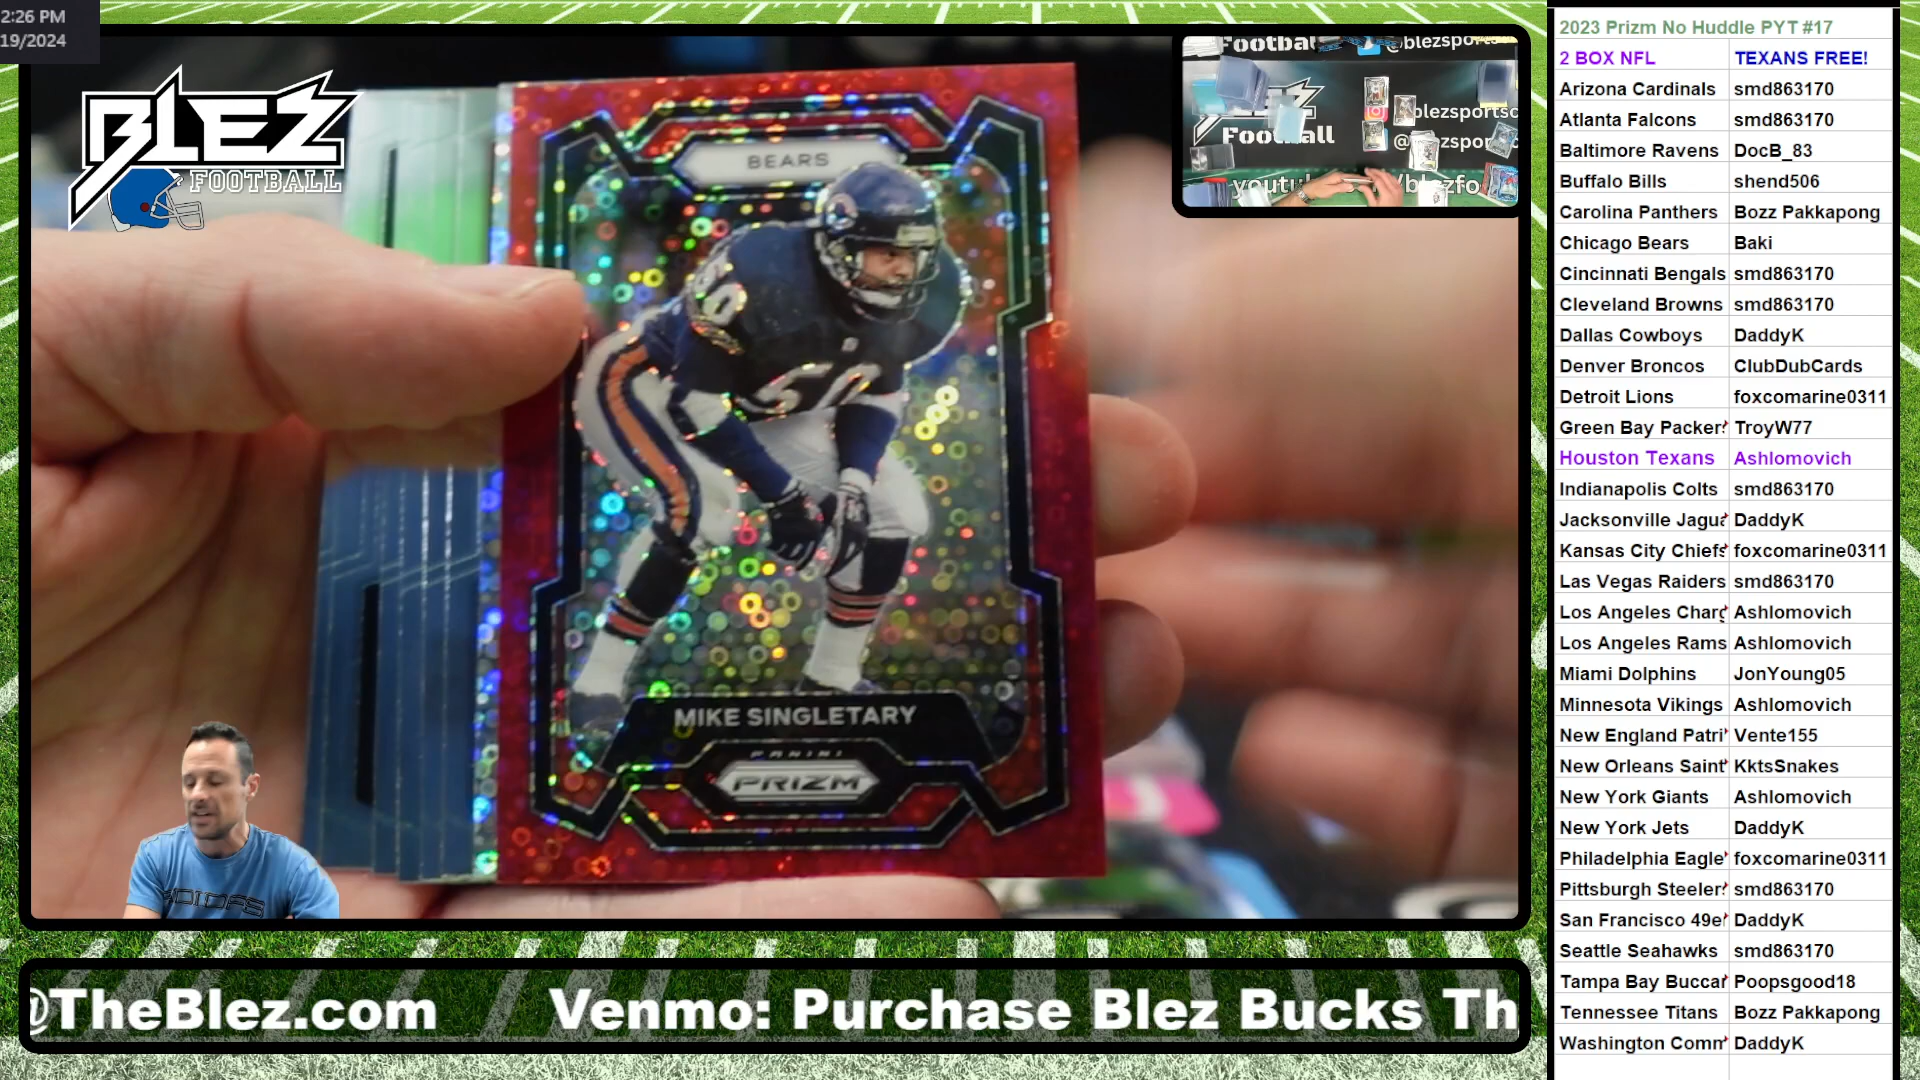 2:26 PM
19/2024
BLEZ
FOOTBALL
BEARS
50
MIKE SINGLETARY
PANINI
PRIZM
Footbal
@blezsports
blezsportsc
Football
@blezspor
youtu
/blezfo
@TheBlez.com Venmo: Purchase Blez Bucks Th
2023 Prizm No Huddle PYT #17
2 BOX NFL TEXANS FREE!
Arizona Cardinals smd863170
Atlanta Falcons smd863170
Baltimore Ravens DocB_83
Buffalo Bills shend506
Carolina Panthers Bozz Pakkapong
Chicago Bears Baki
Cincinnati Bengals smd863170
Cleveland Browns smd863170
Dallas Cowboys DaddyK
Denver Broncos ClubDubCards
Detroit Lions foxcomarine0311
Green Bay Packer TroyW77
Houston Texans Ashlomovich
Indianapolis Colts smd863170
Jacksonville Jagua DaddyK
Kansas City Chiefs foxcomarine0311
Las Vegas Raiders smd863170
Los Angeles Charg Ashlomovich
Los Angeles Rams Ashlomovich
Miami Dolphins JonYoung05
Minnesota Vikings Ashlomovich
New England Patri Vente155
New Orleans Saint KktsSnakes
New York Giants Ashlomovich
New York Jets DaddyK
Philadelphia Eagle foxcomarine0311
Pittsburgh Steeler smd863170
San Francisco 49e DaddyK
Seattle Seahawks smd863170
Tampa Bay Buccar Poopsgood18
Tennessee Titans Bozz Pakkapong
Washington Comm DaddyK